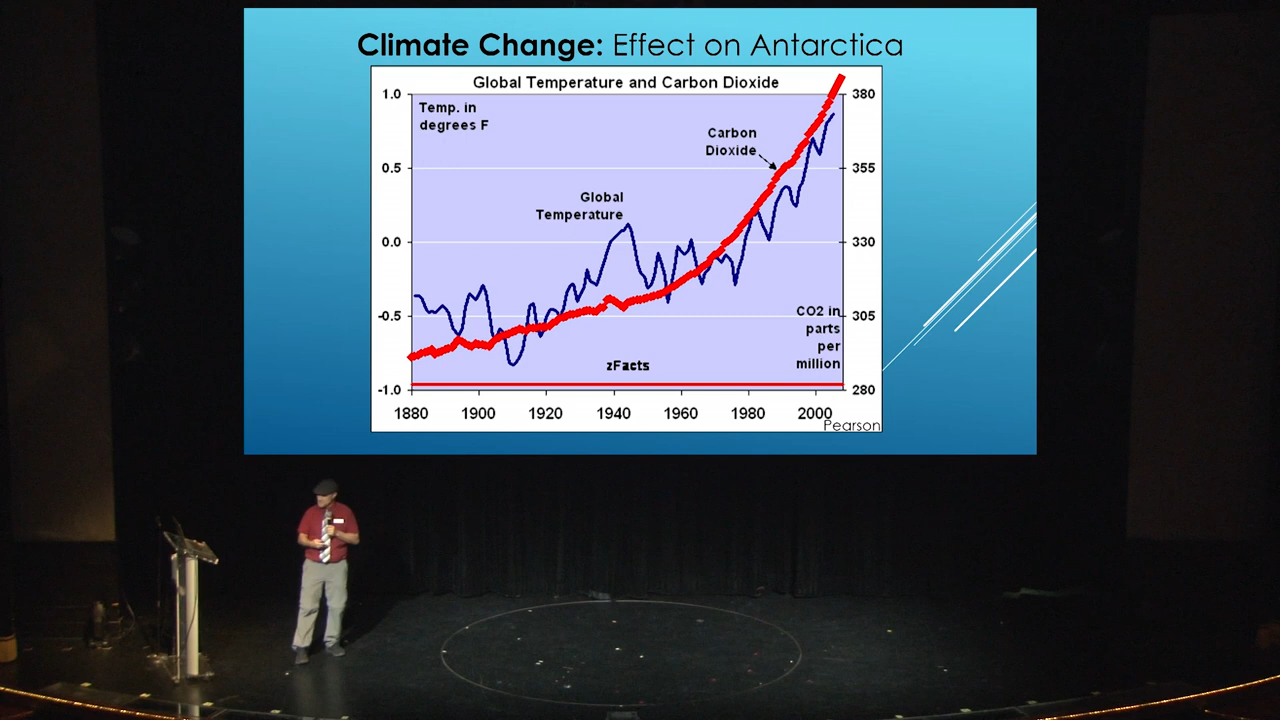 Climate Change: Effect on Antarctica
Global Temperature and Carbon Dioxide
1.0
Temp. in
degrees F
380
Carbon
Dioxide
0.5
355
Global
Temperature
0.0
330
-0.5
305
CO2 in
parts
per
million
zFacts
-1.0
280
1880 1900 1920 1940 1960 1980 2000
Pearson